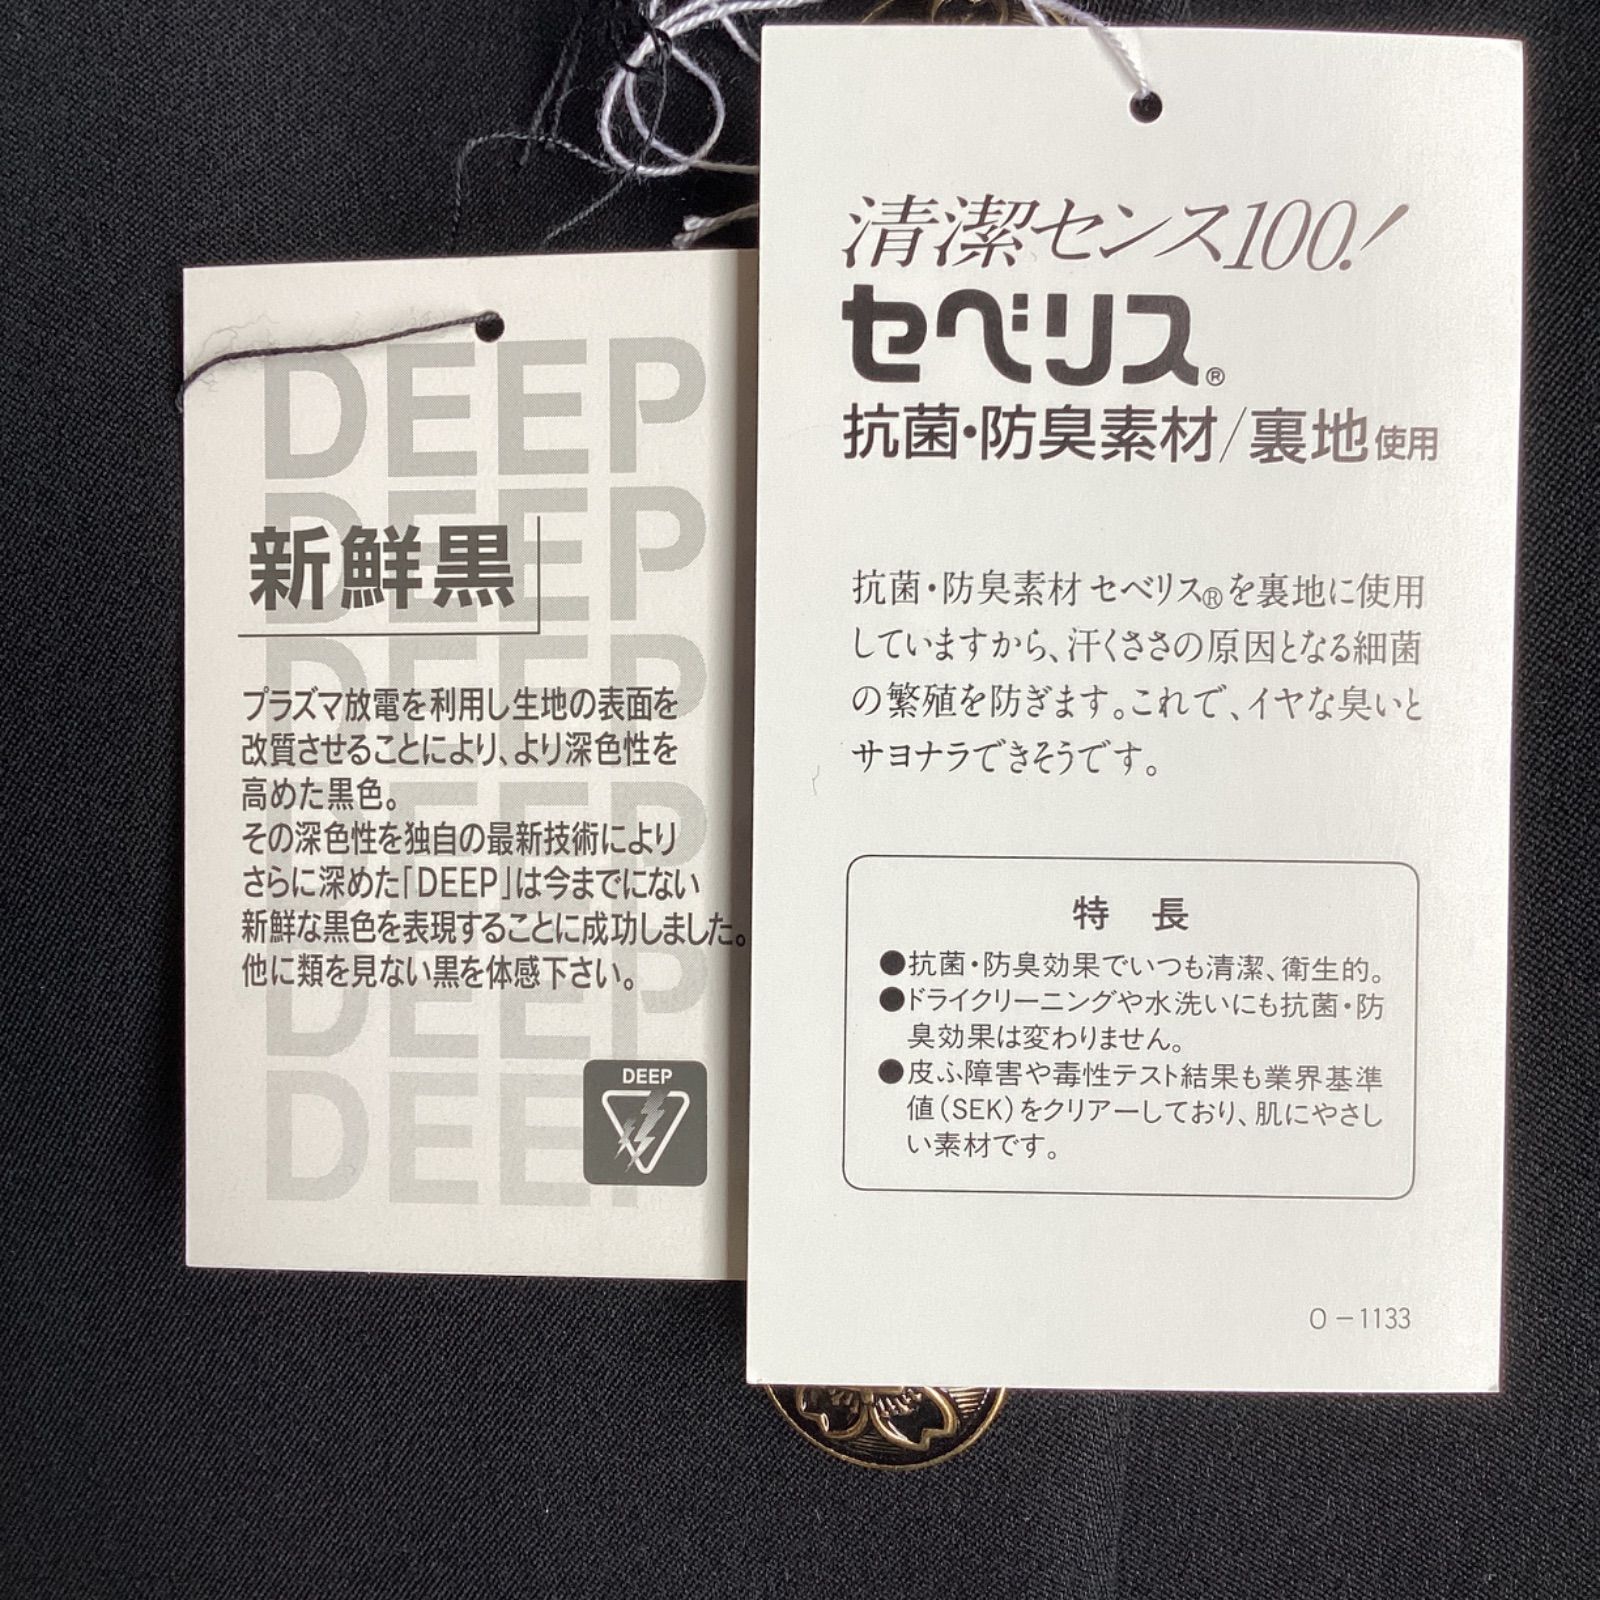 DEEP
DEEP
新鮮黒
DEEP
プラズマ放電を利用し生地の表面を
改質させることにより、より深色性を
高めた黒色。
DEEP
その深色性を独自の最新技術により
さらに深めた「DEEP」は今までにない
新鮮な黒色を表現することに成功しました。
他に類を見ない黒を体感下さい。
DEEP
DEEP
DEEP
清潔センス100!
セベリス®
抗菌・防臭素材/裏地使用
抗菌・防臭素材 セベリス®を裏地に使用
していますから、汗くささの原因となる細菌
の繁殖を防ぎます。これで、イヤな臭いと
サヨナラできそうです。
特 長
●抗菌・防臭効果でいつも清潔、衛生的。
●ドライクリーニングや水洗いにも抗菌・防
臭効果は変わりません。
●皮ふ障害や毒性テスト結果も業界基準
値(SEK)をクリアーしており、肌にやさし
い素材です。
O-1133